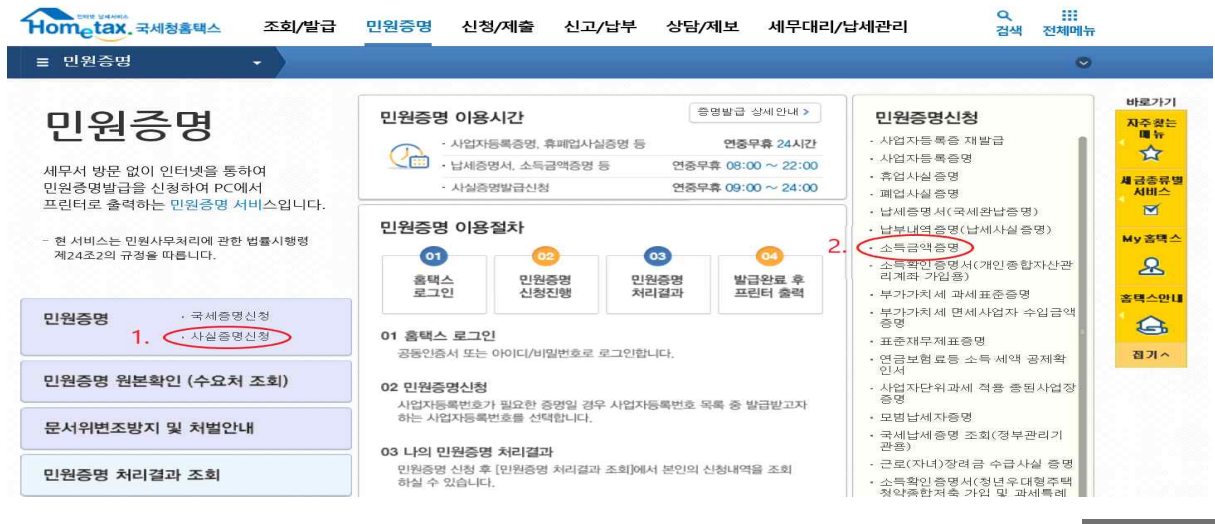 인터넷 납세서비스
Hometax. 국세청홈택스
조회/발급
민원증명
신청/제출
신고/납부
상담/제보
세무대리/납세관리
검색
전체메뉴
민원증명
민원증명
세무서 방문 없이 인터넷을 통하여
민원증명발급을 신청하여 PC에서
프린터로 출력하는 민원증명 서비스입니다.
- 현 서비스는 민원사무처리에 관한 법률시행령
제24조2의 규정을 따릅니다.
민원증명
· 국세증명신청
1. · 사실증명신청
민원증명 원본확인 (수요처 조회)
문서위변조방지 및 처벌안내
민원증명 처리결과 조회
민원증명 이용시간
증명발급 상세안내 >
· 사업자등록증명, 휴폐업사실증명 등 연중무휴 24시간
· 납세증명서, 소득금액증명 등 연중무휴 08:00 ~ 22:00
· 사실증명발급신청 연중무휴 09:00 ~ 24:00
민원증명 이용절차
01
홈택스
로그인
02
민원증명
신청진행
03
민원증명
처리결과
04
발급완료 후
프린터 출력
01 홈택스 로그인
공동인증서 또는 아이디/비밀번호로 로그인합니다.
02 민원증명신청
사업자등록번호가 필요한 증명일 경우 사업자등록번호 목록 중 발급받고자
하는 사업자등록번호를 선택합니다.
03 나의 민원증명 처리결과
민원증명 신청 후 [민원증명 처리결과 조회]에서 본인의 신청내역을 조회
하실 수 있습니다.
민원증명신청
· 사업자등록증 재발급
· 사업자등록증명
· 휴업사실증명
· 폐업사실증명
· 납세증명서(국세완납증명)
· 납부내역증명(납세사실증명)
2. · 소득금액증명
· 소득확인증명서(개인종합자산관
리계좌 가입용)
· 부가가치세 과세표준증명
· 부가가치세 면세사업자 수입금액
증명
· 표준재무제표증명
· 연금보험료등 소득 세액 공제확
인서
· 사업자단위과세 적용 종된사업장
증명
· 모범납세자증명
· 국세납세증명 조회(정부관리기
관용)
· 근로(자녀)장려금 수급사실 증명
· 소득확인증명서(청년우대형주택
청약종합저축 가입 및 과세특례
바로가기
자주찾는
메뉴
세금종류별
서비스
My홈택스
홈택스안내
접기